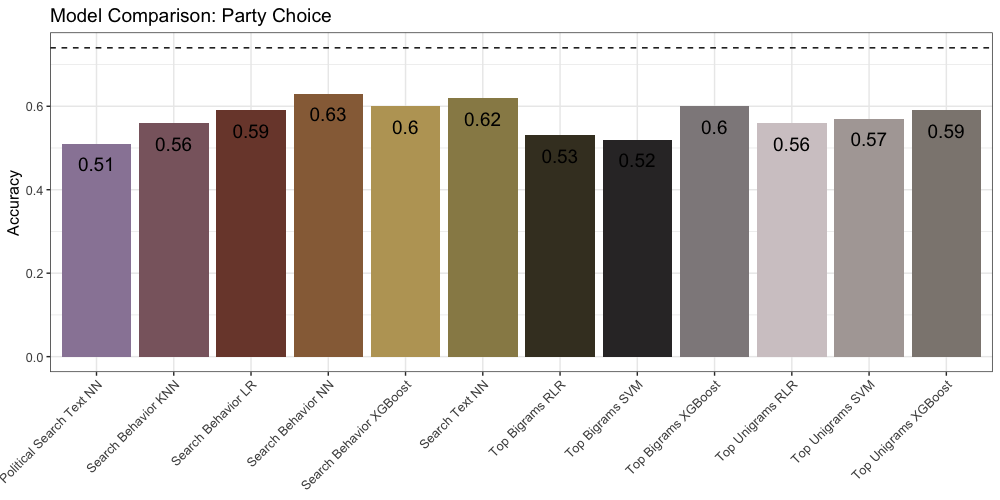 Model Comparison: Party Choice
Accuracy
0.6
0.4
0.2
0.0
0.51
0.56
0.59
0.63
0.6
0.62
0.53
0.52
0.6
0.56
0.57
0.59
Political Search Text NN
Search Behavior KNN
Search Behavior LR
Search Behavior NN
Search Behavior XGBoost
Search Text NN
Top Bigrams RLR
Top Bigrams SVM
Top Bigrams XGBoost
Top Unigrams RLR
Top Unigrams SVM
Top Unigrams XGBoost